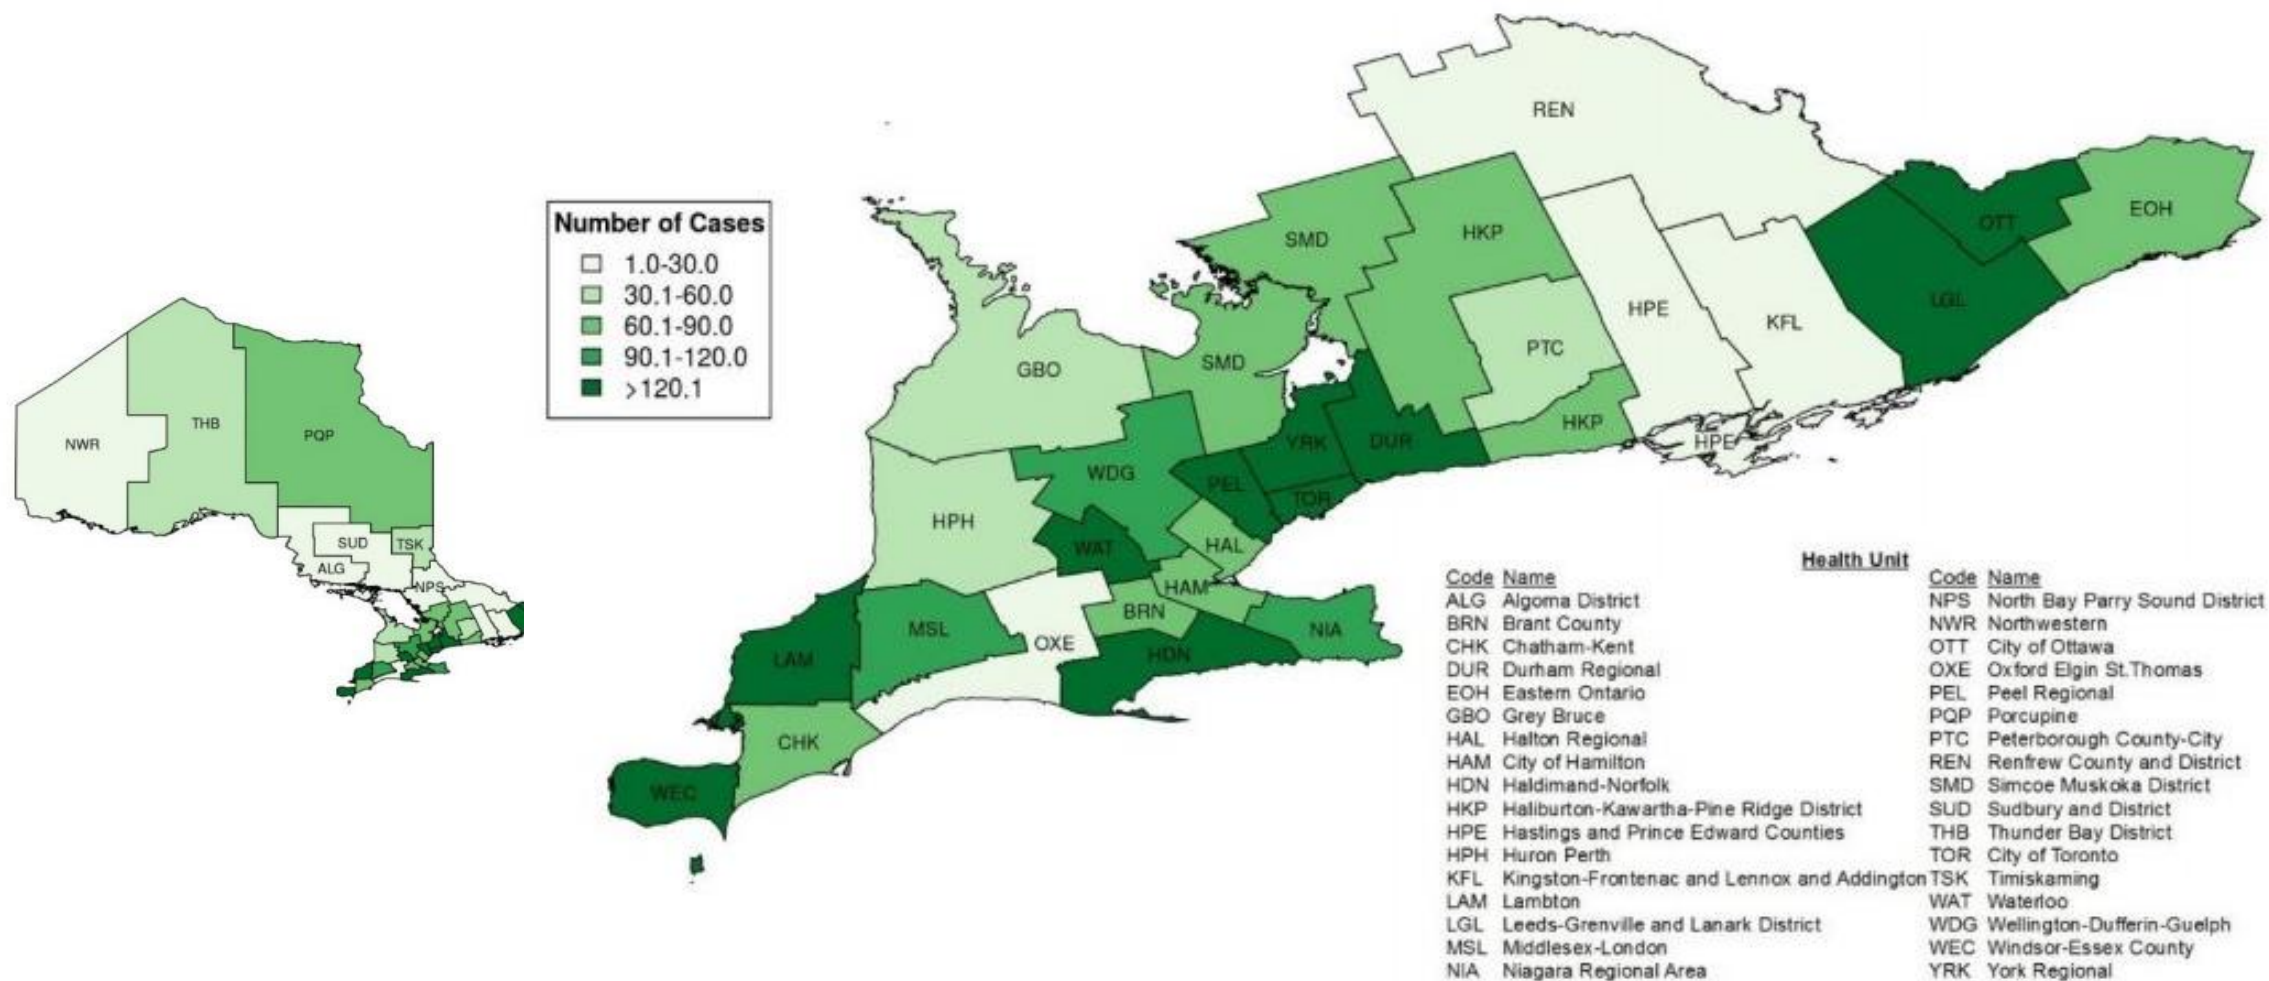 REN
OTT
EOH
SMD
HKP
Number of Cases
1.0-30.0
30.1-60.0
60.1-90.0
90.1-120.0
>120.1
LGL
HPE
KFL
PTC
GBO
SMD
NWR
THB
PQP
HKP
YRK
DUR
HPE
WDG
PEL
TOR
HPH
SUD
TSK
ALG
NPS
WAT
HAL
HAM
BRN
MSL
NIA
OXE
HDN
LAM
CHK
WEC
Health Unit
Code Name
ALG Algoma District
BRN Brant County
CHK Chatham-Kent
DUR Durham Regional
EOH Eastern Ontario
GBO Grey Bruce
HAL Halton Regional
HAM City of Hamilton
HDN Haldimand-Norfolk
HKP Haliburton-Kawartha-Pine Ridge District
HPE Hastings and Prince Edward Counties
HPH Huron Perth
KFL Kingston-Frontenac and Lennox and Addington
LAM Lambton
LGL Leeds-Grenville and Lanark District
MSL Middlesex-London
NIA Niagara Regional Area
Code Name
NPS North Bay Parry Sound District
NWR Northwestern
OTT City of Ottawa
OXE Oxford Elgin St.Thomas
PEL Peel Regional
PQP Porcupine
PTC Peterborough County-City
REN Renfrew County and District
SMD Simcoe Muskoka District
SUD Sudbury and District
THB Thunder Bay District
TOR City of Toronto
TSK Timiskaming
WAT Waterloo
WDG Wellington-Dufferin-Guelph
WEC Windsor-Essex County
YRK York Regional